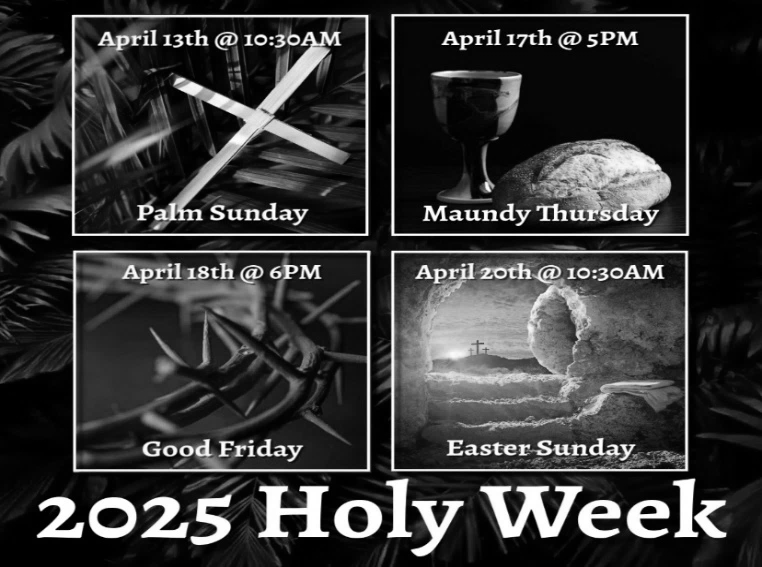 April 13th @ 10:30AM
Palm Sunday
April 17th @ 5PM
Maundy Thursday
April 18th @ 6PM
Good Friday
April 20th @ 10:30AM
Easter Sunday
2025 Holy Week